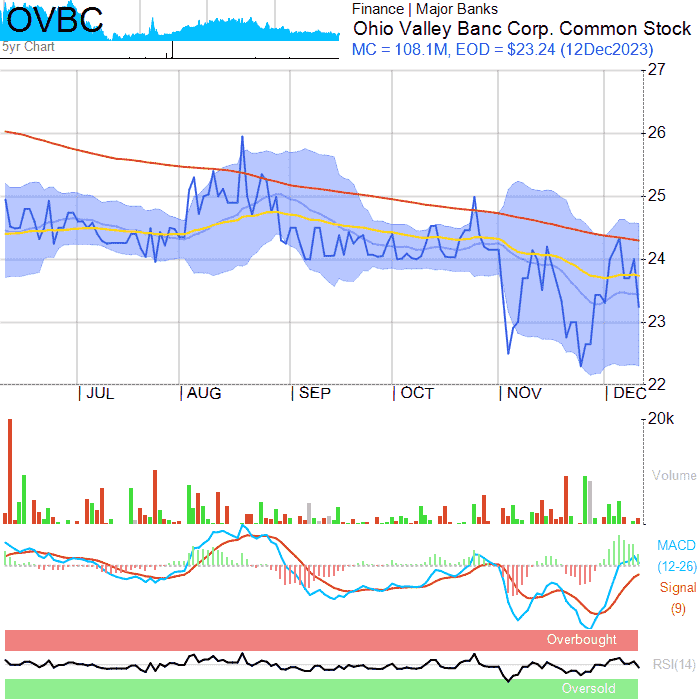 OVBC
5yr Chart
Finance | Major Banks
Ohio Valley Banc Corp. Common Stock
MC = 108.1M, EOD = $23.24 (12Dec2023)
27
26
25
24
23
22
| JUL | AUG | SEP | OCT | NOV | DEC
20k
Volume
MACD
(12-26)
Signal
(9)
Overbought
RSI(14)
Oversold